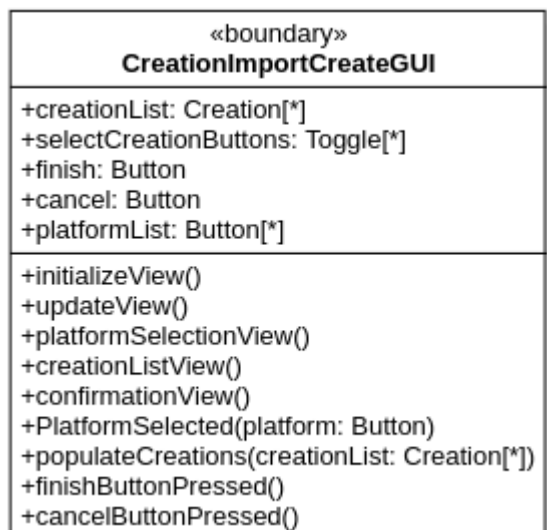 «boundary»
CreationImportCreateGUI
+creationList: Creation[*]
+selectCreationButtons: Toggle[*]
+finish: Button
+cancel: Button
+platformList: Button[*]
+initializeView()
+updateView()
+platformSelectionView()
+creationListView()
+confirmationView()
+PlatformSelected(platform: Button)
+populateCreations(creationList: Creation[*])
+finishButtonPressed()
+cancelButtonPressed()